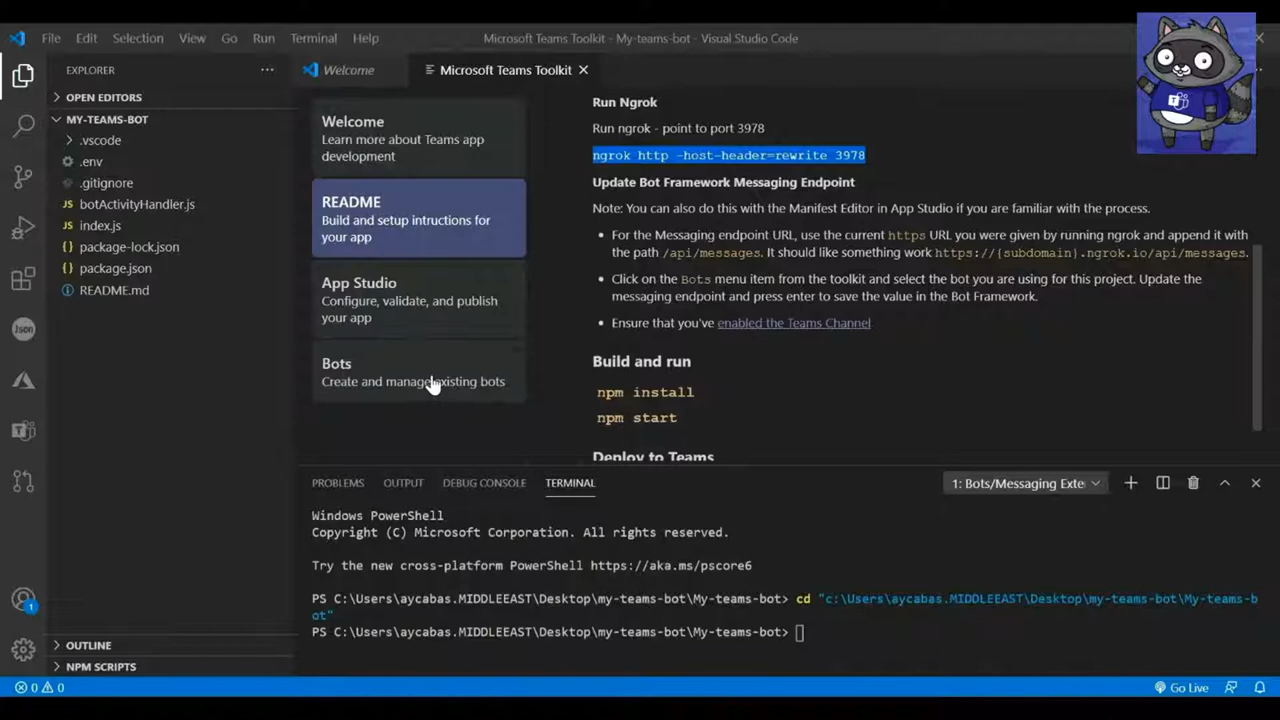 File Edit Selection View Go Run Terminal Help
Microsoft Teams Toolkit - My-teams-bot - Visual Studio Code
EXPLORER
OPEN EDITORS
MY-TEAMS-BOT
.vscode
.env
.gitignore
JS botActivityHandler.js
JS index.js
{} package-lock.json
{} package.json
README.md
OUTLINE
NPM SCRIPTS
Json
1
Welcome
Microsoft Teams Toolkit
Welcome
Learn more about Teams app
development
README
Build and setup intructions for
your app
App Studio
Configure, validate, and publish
your app
Bots
Create and manage existing bots
Run Ngrok
Run ngrok - point to port 3978
ngrok http -host-header=rewrite 3978
Update Bot Framework Messaging Endpoint
Note: You can also do this with the Manifest Editor in App Studio if you are familiar with the process.
For the Messaging endpoint URL, use the current https URL you were given by running ngrok and append it with
the path /api/messages. It should like something work https://{subdomain}.ngrok.io/api/messages.
Click on the Bots menu item from the toolkit and select the bot you are using for this project. Update the
messaging endpoint and press enter to save the value in the Bot Framework.
Ensure that you've enabled the Teams Channel
Build and run
npm install
npm start
Deploy to Teams
PROBLEMS OUTPUT DEBUG CONSOLE TERMINAL
1: Bots/Messaging Exte
Windows PowerShell
Copyright (C) Microsoft Corporation. All rights reserved.
Try the new cross-platform PowerShell https://aka.ms/pscore6
PS C:\Users\aycabas.MIDDLEEAST\Desktop\my-teams-bot\My-teams-bot> cd "c:\Users\aycabas.MIDDLEEAST\Desktop\my-teams-bot\My-teams-b
ot"
PS C:\Users\aycabas.MIDDLEEAST\Desktop\my-teams-bot\My-teams-bot>
0 0
Go Live